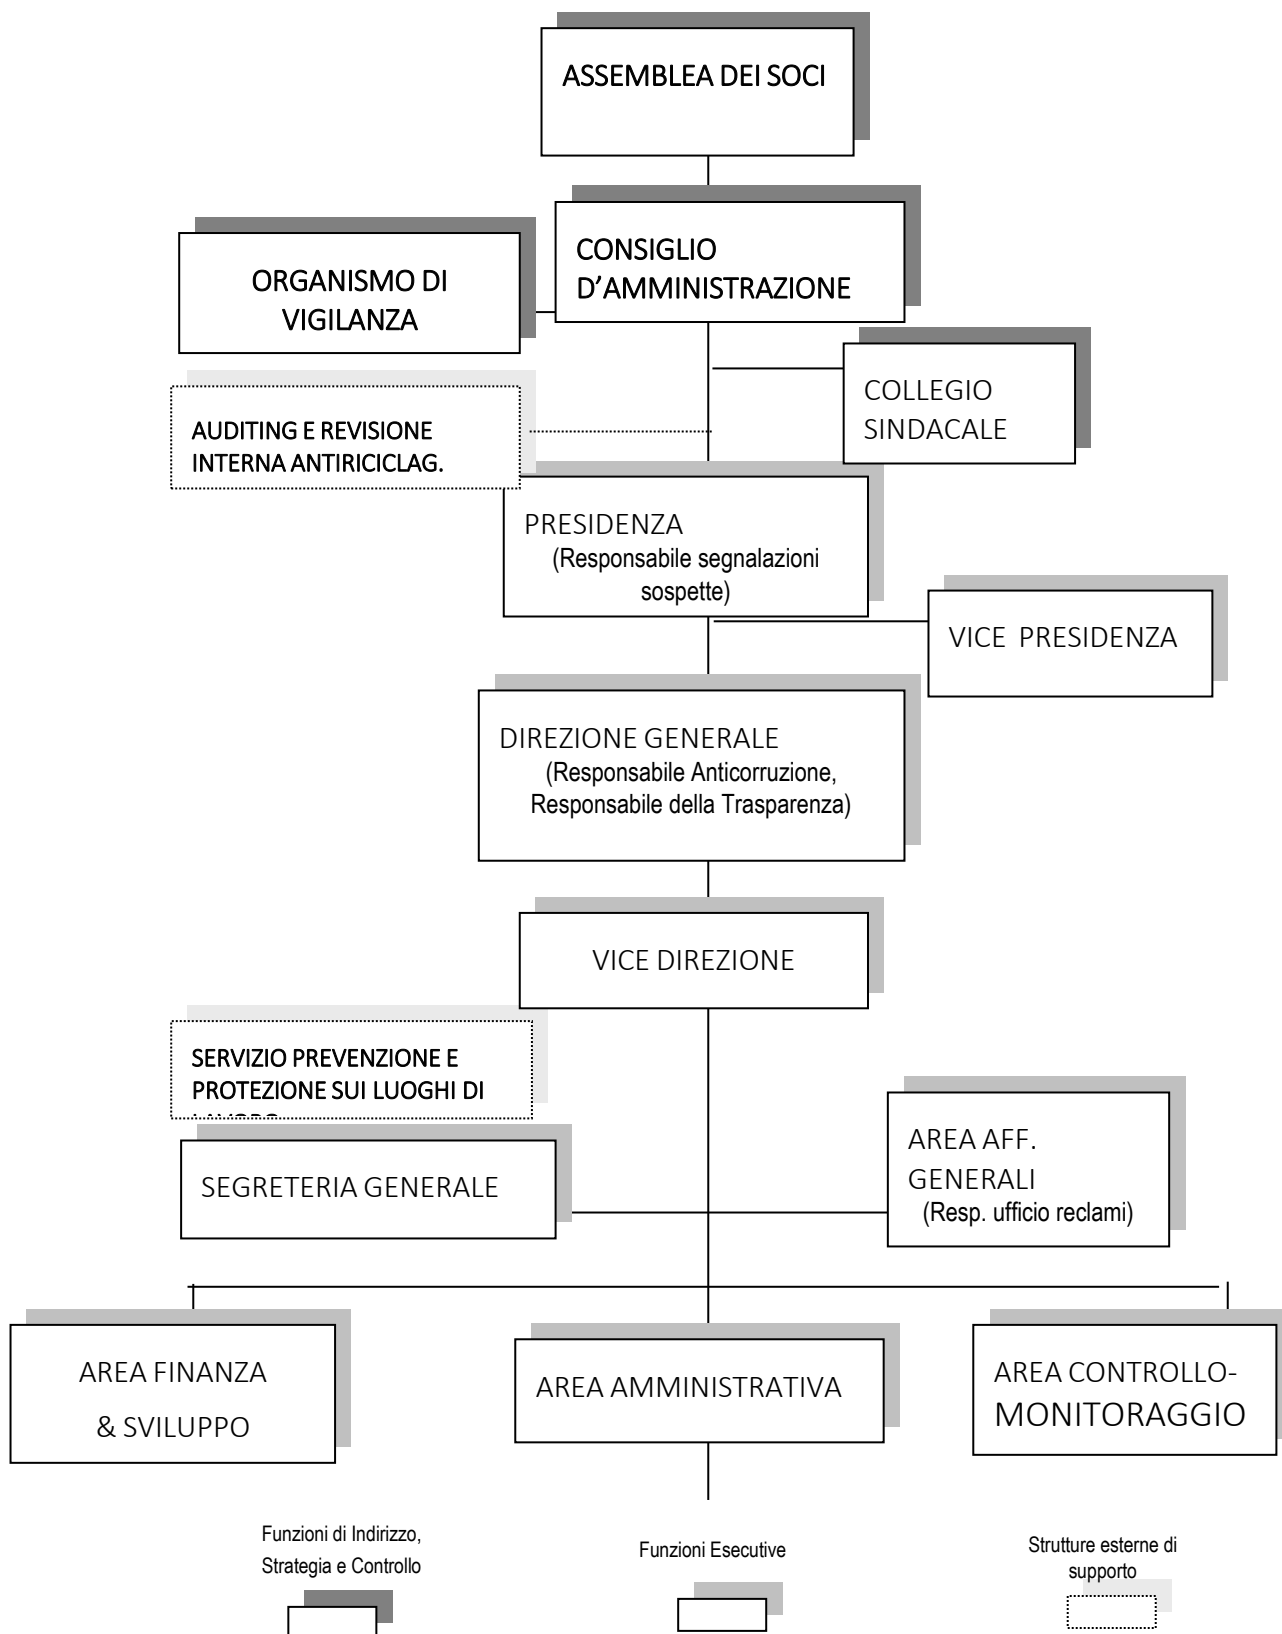 ASSEMBLEA DEI SOCI
CONSIGLIO
D’AMMINISTRAZIONE
ORGANISMO DI
VIGILANZA
COLLEGIO
SINDACALE
AUDITING E REVISIONE
INTERNA ANTIRICICLAG.
PRESIDENZA
(Responsabile segnalazioni
sospette)
VICE PRESIDENZA
DIREZIONE GENERALE
(Responsabile Anticorruzione,
Responsabile della Trasparenza)
VICE DIREZIONE
SERVIZIO PREVENZIONE E
PROTEZIONE SUI LUOGHI DI
AREA AFF.
GENERALI
(Resp. ufficio reclami)
SEGRETERIA GENERALE
AREA FINANZA
& SVILUPPO
AREA AMMINISTRATIVA
AREA CONTROLLO-
MONITORAGGIO
Funzioni di Indirizzo,
Strategia e Controllo
Funzioni Esecutive
Strutture esterne di
supporto